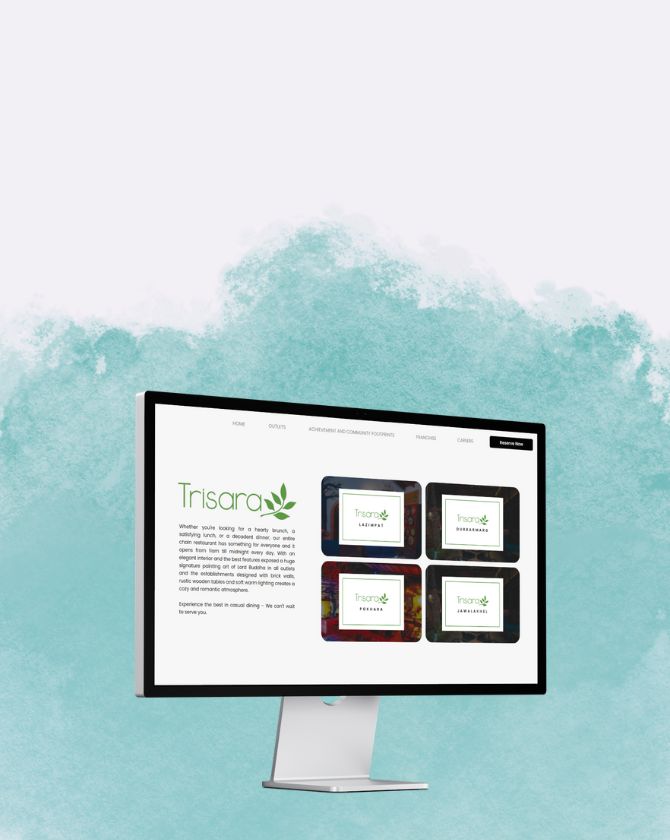 HOME OUTLETS ACHIEVEMENT AND COMMUNITY FOOTPRINTS FRANCHISE CAREERS Reserve Now
Trisara
Whether you're looking for a hearty brunch, a
satisfying lunch, or a decadent dinner, our entire
chain restaurant has something for everyone and it
opens from 11am till midnight every day. With an
elegant interior and the best features exposed a huge
signature painting art of Lord Buddha in all outlets
and the establishments designed with brick walls,
rustic wooden tables and soft warm lighting creates a
cozy and romantic atmosphere.
Experience the best in casual dining – We can't wait
to serve you.
Trisara
LAZIMPAT
Trisara
DURBARMARG
Trisara
POKHARA
Trisara
JAWALAKHEL